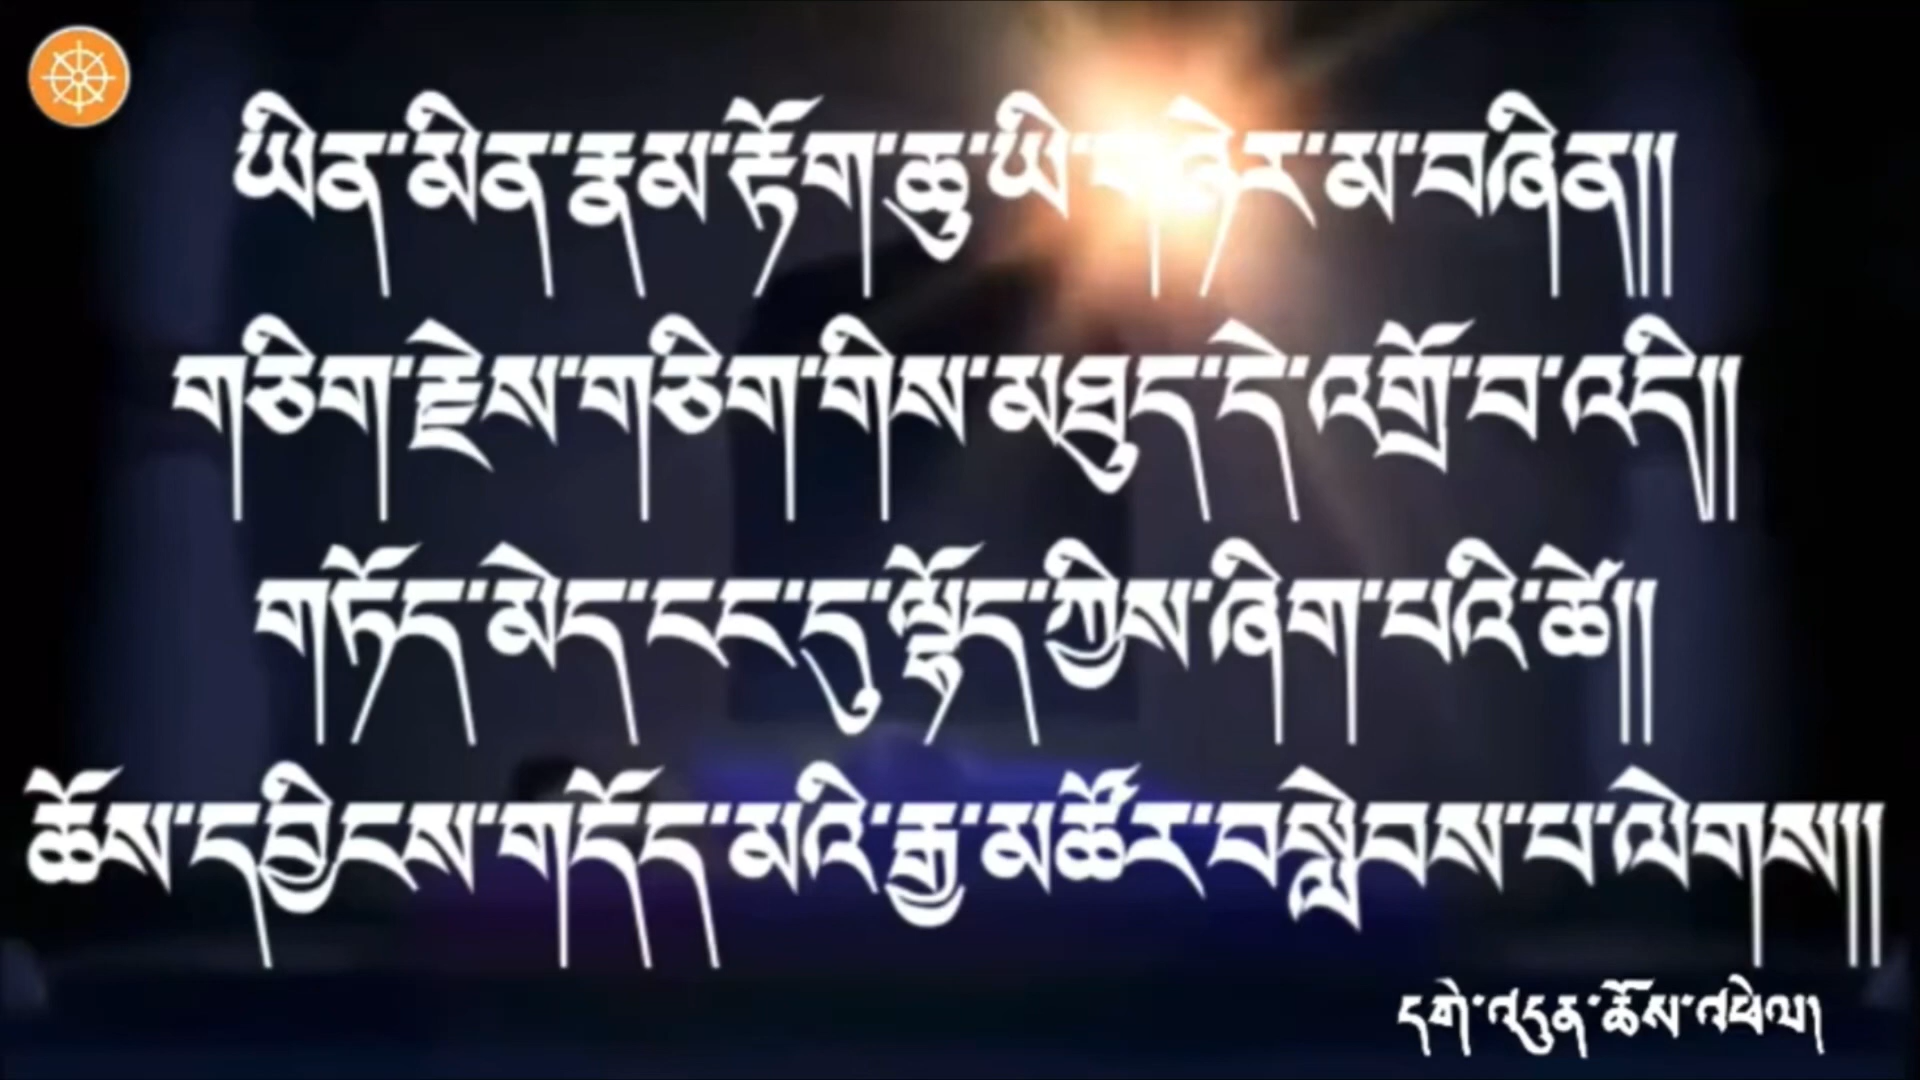 ཡིན་མིན་རྣམ་རྟོག་ཆུ་ཡི་གཉེར་མ་བཞིན།།
གཅིག་རྗེས་གཅིག་གིས་མཐུད་དེ་འགྲོ་བ་འདི།།
གཏོད་མེད་ངང་དུ་ལྷོད་ཀྱིས་ཞིག་པའི་ཚེ།།
ཆོས་དབྱིངས་གདོད་མའི་རྒྱ་མཚོར་བསླེབས་པ་ལེགས།།
དགེ་འདུན་ཆོས་འཕེལ།